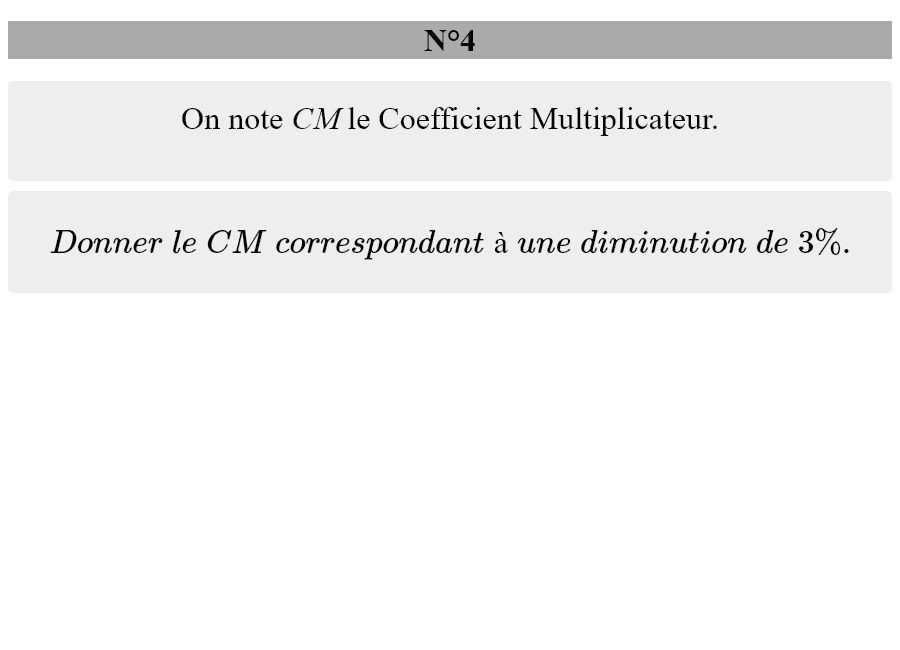 N°4
On note CM le Coefficient Multiplicateur.
Donner le CM correspondant à une diminution de 3%.